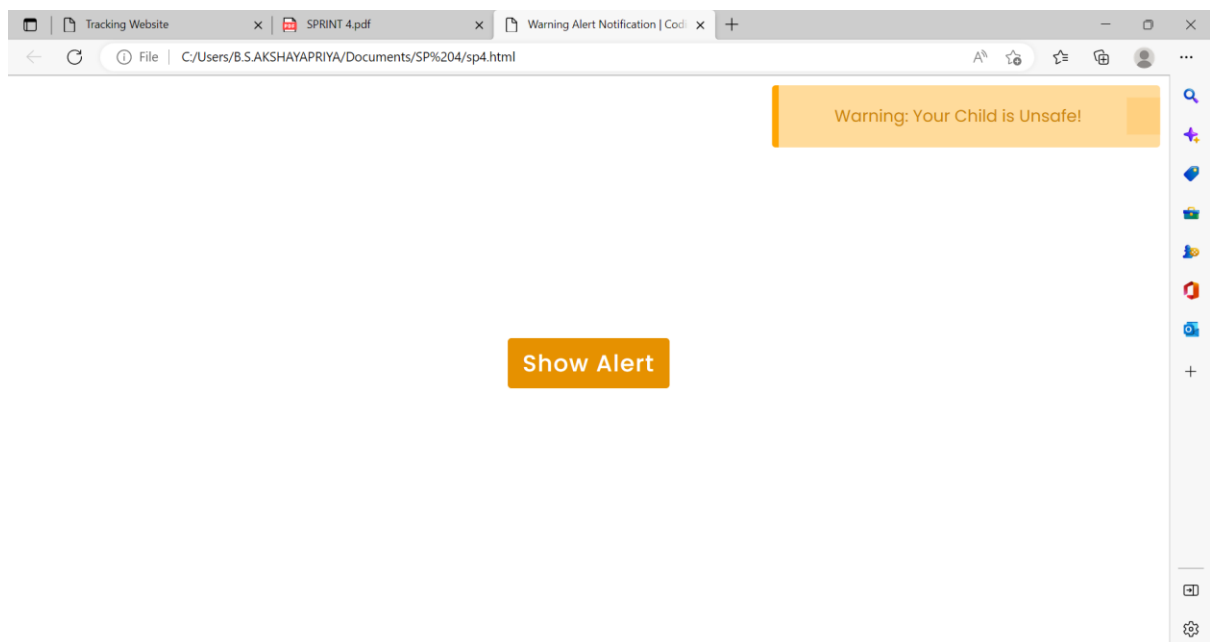 Tracking Website
SPRINT 4.pdf
Warning Alert Notification | Codi
File
C:/Users/B.S.AKSHAYAPRIYA/Documents/SP%204/sp4.html
Warning: Your Child is Unsafe!
Show Alert